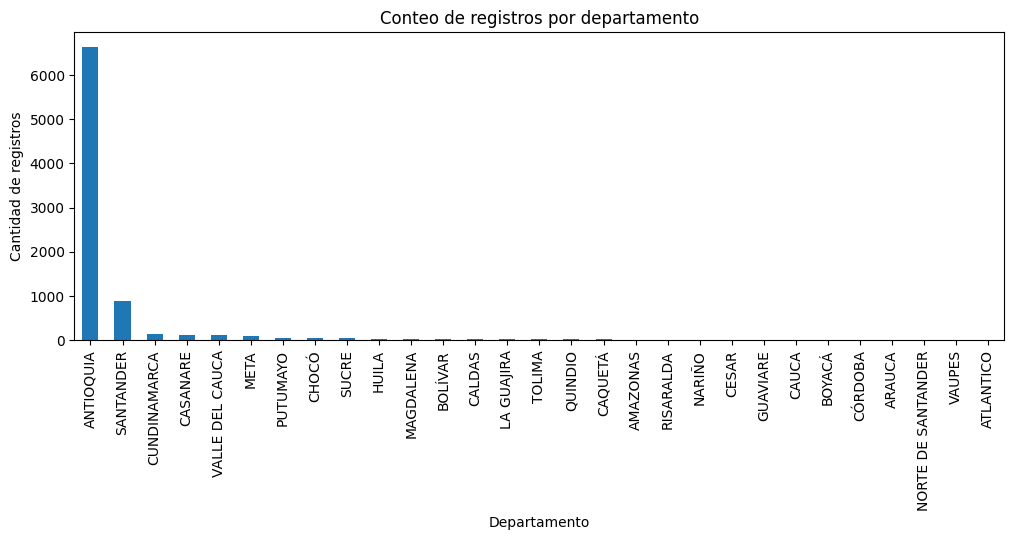 Conteo de registros por departamento
Cantidad de registros
6000
5000
4000
3000
2000
1000
0
ANTIOQUIA
SANTANDER
CUNDINAMARCA
CASANARE
VALLE DEL CAUCA
META
PUTUMAYO
CHOCÓ
SUCRE
HUILA
MAGDALENA
BOLÍVAR
CALDAS
LA GUAJIRA
TOLIMA
QUINDIO
CAQUETÁ
AMAZONAS
RISARALDA
NARIÑO
CESAR
GUAVIARE
CAUCA
BOYACÁ
CÓRDOBA
ARAUCA
NORTE DE SANTANDER
VAUPES
ATLANTICO
Departamento